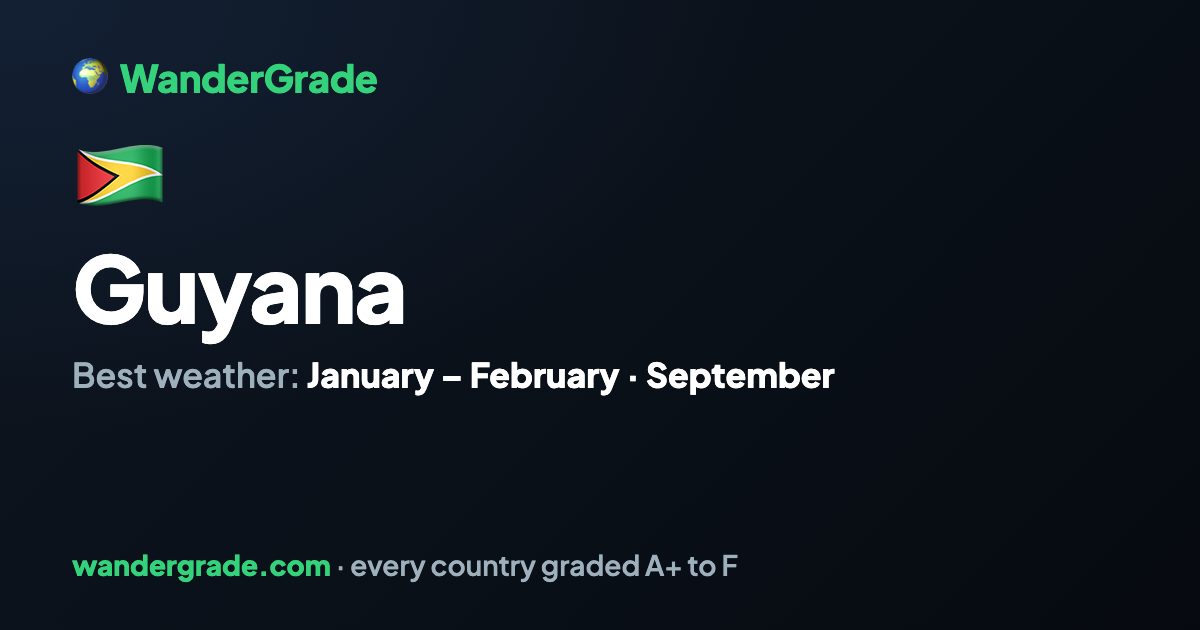 WanderGrade
Guyana
Best weather: January – February · September
wandergrade.com · every country graded A+ to F